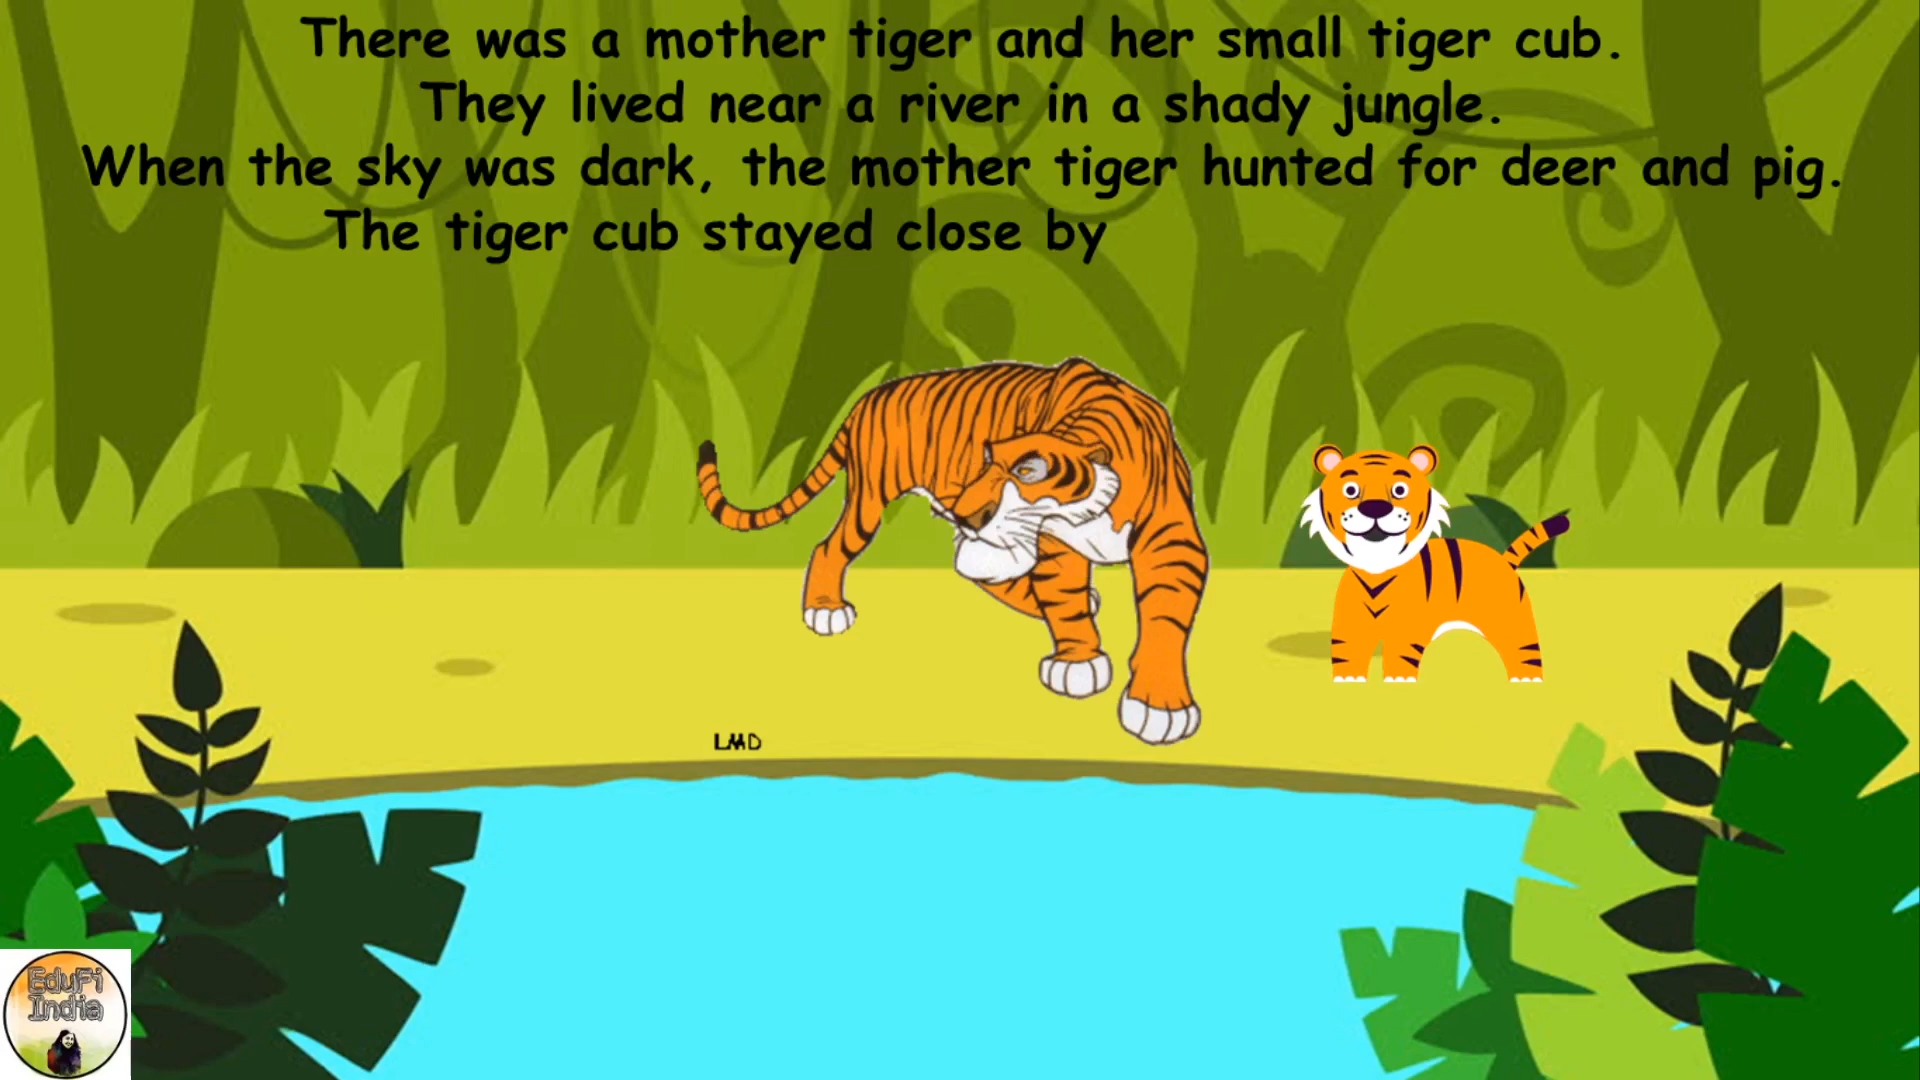 There was a mother tiger and her small tiger cub.
They lived near a river in a shady jungle.
When the sky was dark, the mother tiger hunted for deer and pig.
The tiger cub stayed close by
LMD
EduFi
India